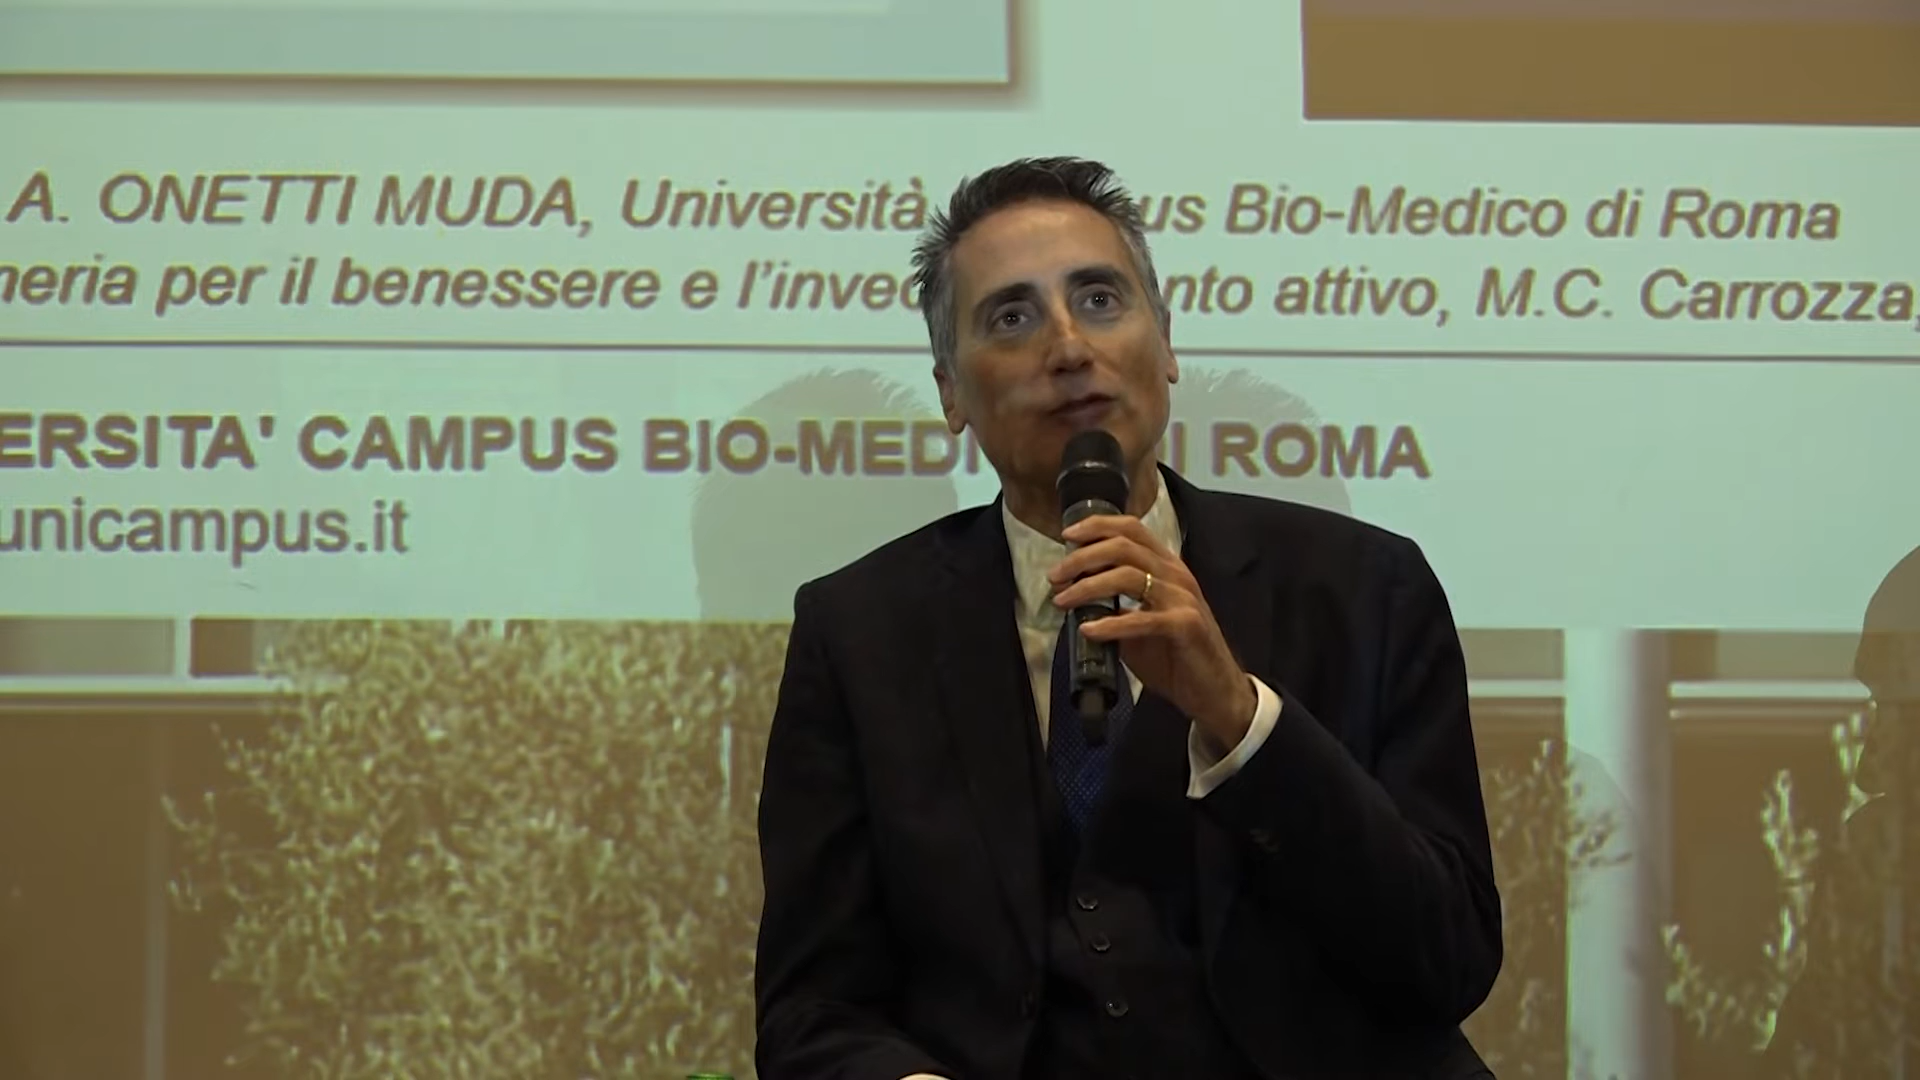 A. ONETTI MUDA, Università us Bio-Medico di Roma
neria per il benessere e l'invec nto attivo, M.C. Carrozza,
ERSITA' CAMPUS BIO-MEDI DI ROMA
unicampus.it